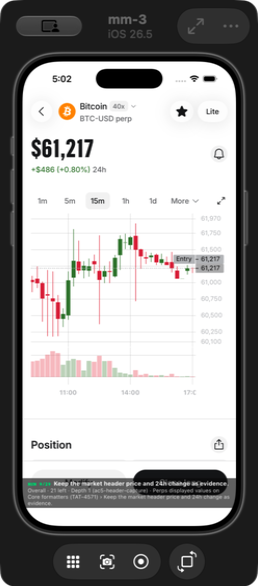 mm-3
iOS 26.5
5:02
Bitcoin 40x
BTC-USD perp
Lite
$61,217
+$486 (+0.80%) 24h
1m 5m 15m 1h 1d More
61,970
61,750
61,500
Entry 61,217
61,217
61,000
60,750
60,500
60,250
60,100
11:00 14:00 17:0
Position
Keep the market header price and 24h change as evidence.
Overall · 21 left · Depth 1 (ac5-header-capture) · Perps displayed values on
Core formatters (TAT-4571) › Keep the market header price and 24h change as
evidence.